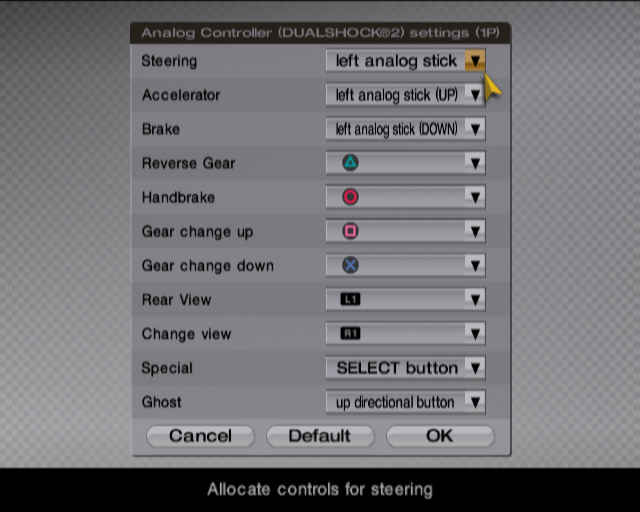 Analog Controller (DUALSHOCK®2) settings (1P)
Steering left analog stick
Accelerator left analog stick (UP)
Brake left analog stick (DOWN)
Reverse Gear
Handbrake
Gear change up
Gear change down
Rear View L1
Change view R1
Special SELECT button
Ghost up directional button
Cancel Default OK
Allocate controls for steering